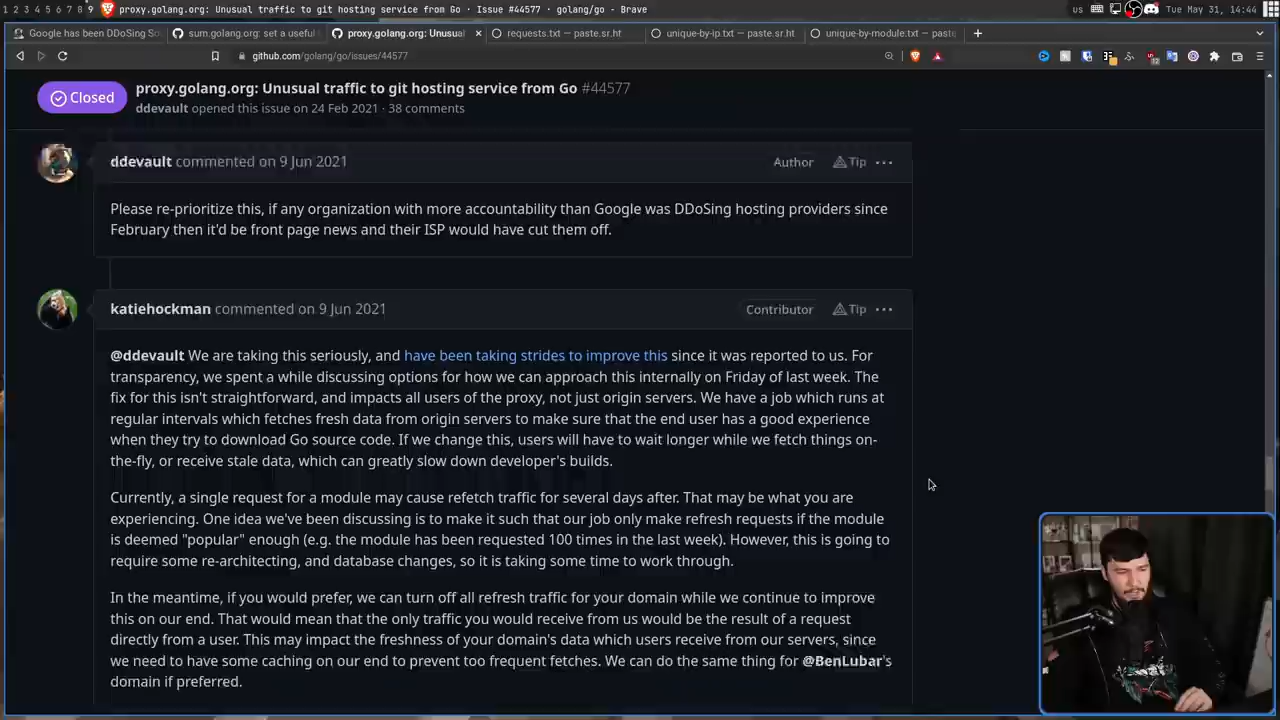 1 2 3 4 5 6 7 8 9 proxy.golang.org: Unusual traffic to git hosting service from Go · Issue #44577 · golang/go - Brave us Tue May 31, 14:44
Google has been DDoSing So sum.golang.org: set a useful proxy.golang.org: Unusual requests.txt — paste.sr.ht unique-by-ip.txt — paste.sr.ht unique-by-module.txt — paste
github.com/golang/go/issues/44577
Closed proxy.golang.org: Unusual traffic to git hosting service from Go #44577
ddevault opened this issue on 24 Feb 2021 · 38 comments
ddevault commented on 9 Jun 2021 Author Tip ···
Please re-prioritize this, if any organization with more accountability than Google was DDoSing hosting providers since
February then it'd be front page news and their ISP would have cut them off.
katiehockman commented on 9 Jun 2021 Contributor Tip ···
@ddevault We are taking this seriously, and have been taking strides to improve this since it was reported to us. For
transparency, we spent a while discussing options for how we can approach this internally on Friday of last week. The
fix for this isn't straightforward, and impacts all users of the proxy, not just origin servers. We have a job which runs at
regular intervals which fetches fresh data from origin servers to make sure that the end user has a good experience
when they try to download Go source code. If we change this, users will have to wait longer while we fetch things on-
the-fly, or receive stale data, which can greatly slow down developer's builds.
Currently, a single request for a module may cause refetch traffic for several days after. That may be what you are
experiencing. One idea we've been discussing is to make it such that our job only make refresh requests if the module
is deemed "popular" enough (e.g. the module has been requested 100 times in the last week). However, this is going to
require some re-architecting, and database changes, so it is taking some time to work through.
In the meantime, if you would prefer, we can turn off all refresh traffic for your domain while we continue to improve
this on our end. That would mean that the only traffic you would receive from us would be the result of a request
directly from a user. This may impact the freshness of your domain's data which users receive from our servers, since
we need to have some caching on our end to prevent too frequent fetches. We can do the same thing for @BenLubar's
domain if preferred.